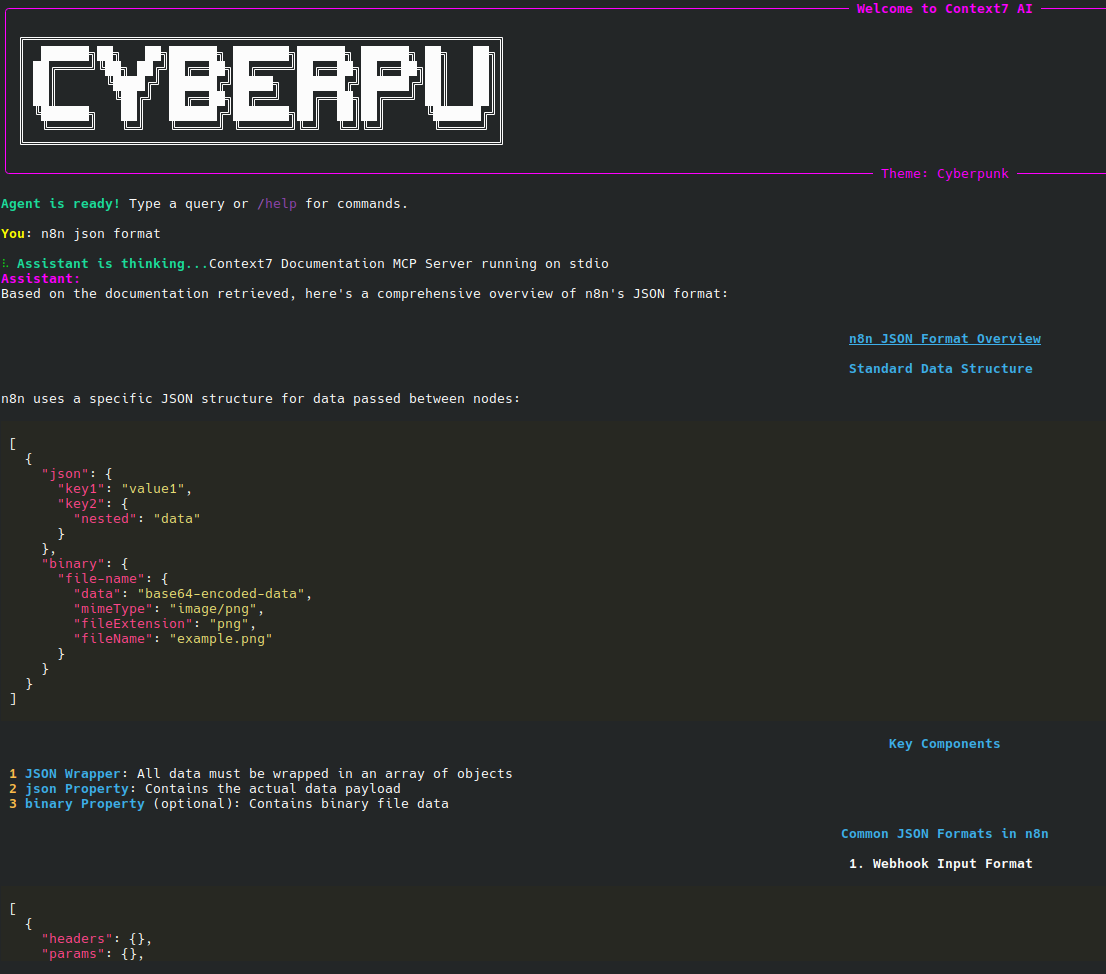 Welcome to Context7 AI
CYBERPU
Theme: Cyberpunk
Agent is ready! Type a query or /help for commands.
You: n8n json format
⠸ Assistant is thinking...Context7 Documentation MCP Server running on stdio
Assistant:
Based on the documentation retrieved, here's a comprehensive overview of n8n's JSON format:
n8n JSON Format Overview
Standard Data Structure
n8n uses a specific JSON structure for data passed between nodes:
[
  {
    "json": {
      "key1": "value1",
      "key2": {
        "nested": "data"
      }
    },
    "binary": {
      "file-name": {
        "data": "base64-encoded-data",
        "mimeType": "image/png",
        "fileExtension": "png",
        "fileName": "example.png"
      }
    }
  }
]
Key Components
1 JSON Wrapper: All data must be wrapped in an array of objects
2 json Property: Contains the actual data payload
3 binary Property (optional): Contains binary file data
Common JSON Formats in n8n
1. Webhook Input Format
[
  {
    "headers": {},
    "params": {},